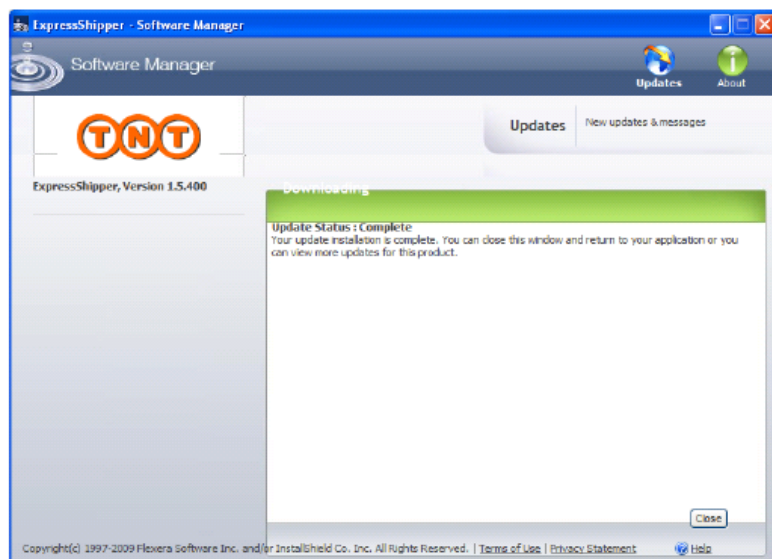 ExpressShipper - Software Manager
Software Manager
Updates
About
TNT
Updates
New updates & messages
ExpressShipper, Version 1.5.400
Downloading
Update Status : Complete
Your update installation is complete. You can close this window and return to your application or you
can view more updates for this product.
Close
Copyright(c) 1997-2009 Flexera Software Inc. and/or InstallShield Co. Inc. All Rights Reserved. | Terms of Use | Privacy Statement
Help